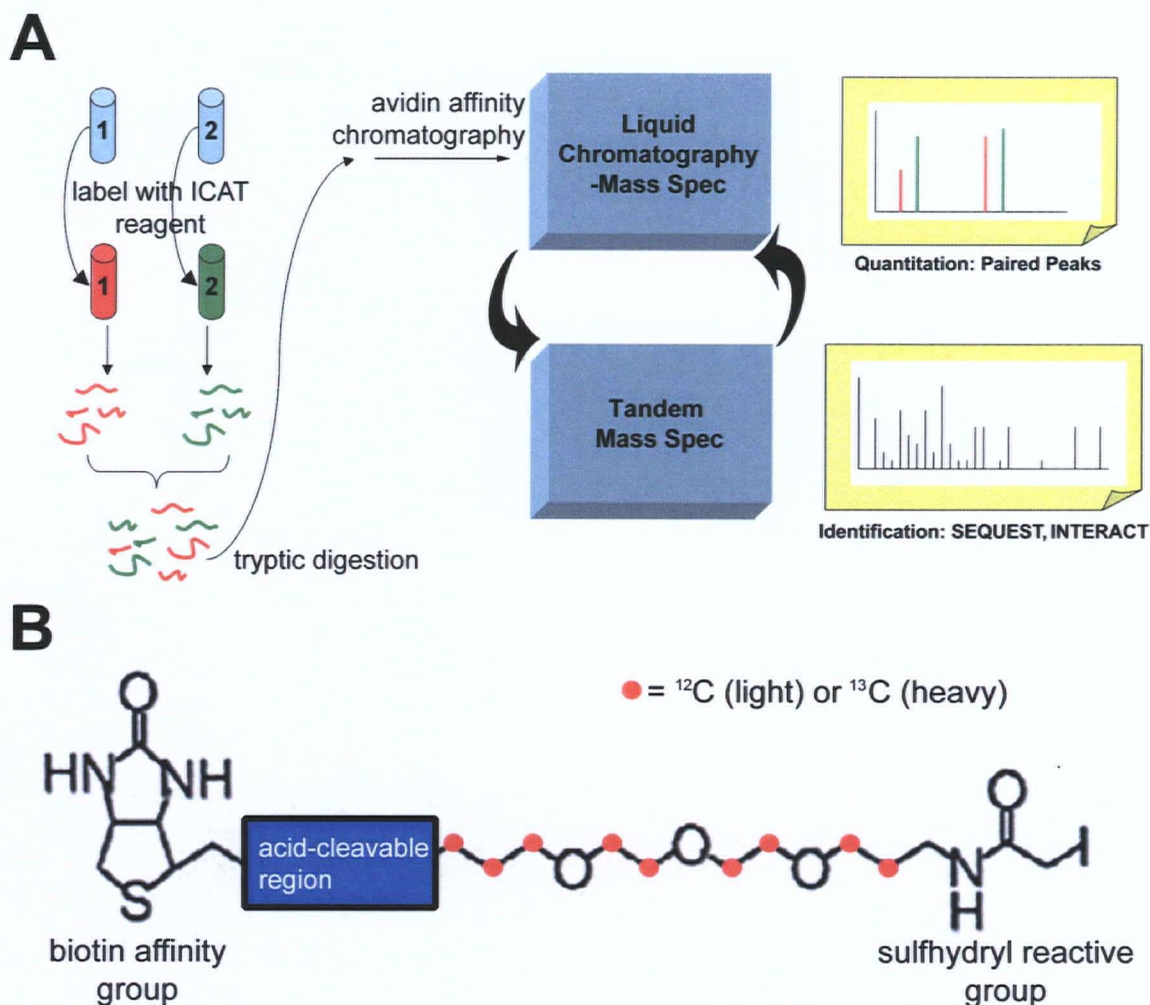 A
1
2
label with ICAT
reagent
1
2
tryptic digestion
avidin affinity
chromatography
Liquid
Chromatography
-Mass Spec
Tandem
Mass Spec
Quantitation: Paired Peaks
Identification: SEQUEST, INTERACT
B
= ¹²C (light) or ¹³C (heavy)
O
HN
NH
S
acid-cleavable
region
O
O
O
N
H
O
I
biotin affinity
group
sulfhydryl reactive
group